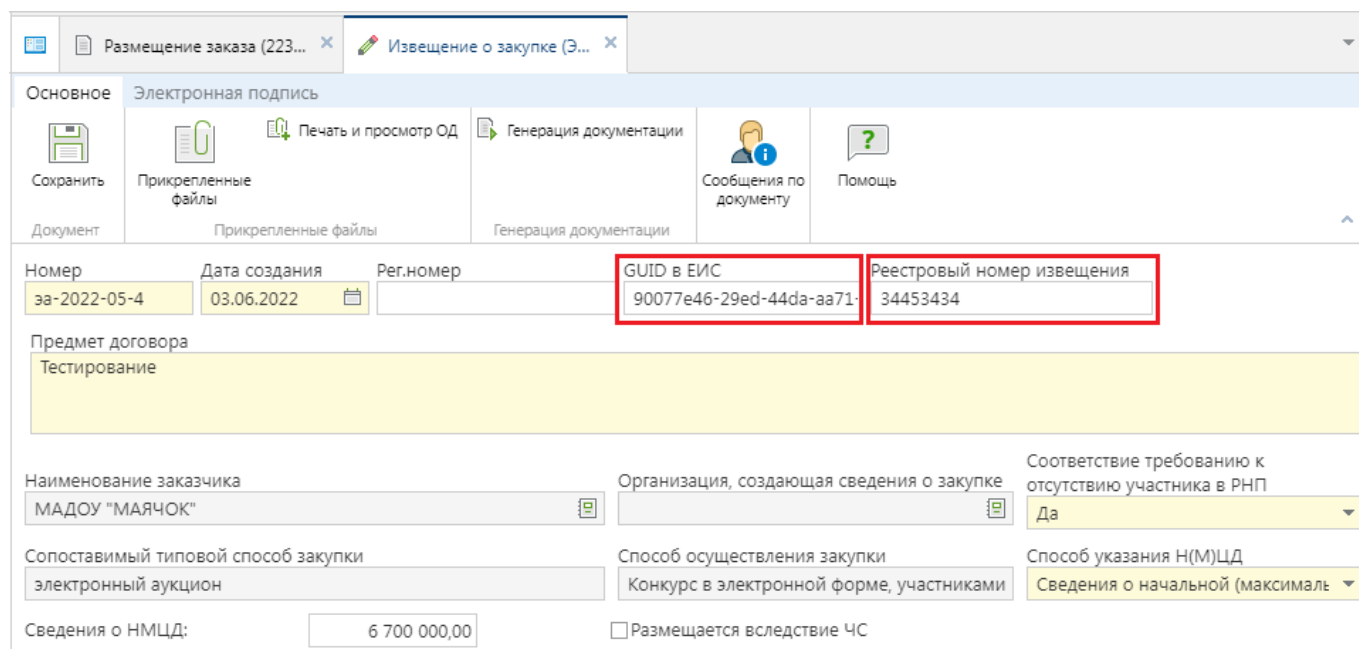 Размещение заказа (223...
Извещение о закупке (Э...
Основное Электронная подпись
Печать и просмотр ОД
Генерация документации
Сохранить
Прикрепленные
файлы
Сообщения по
документу
Помощь
Документ
Прикрепленные файлы
Генерация документации
Номер Дата создания Рег.номер GUID в ЕИС Реестровый номер извещения
эа-2022-05-4 03.06.2022 90077e46-29ed-44da-aa71- 34453434
Предмет договора
Тестирование
Наименование заказчика Организация, создающая сведения о закупке
Соответствие требованию к
отсутствию участника в РНП
МАДОУ "МАЯЧОК" Да
Сопоставимый типовой способ закупки Способ осуществления закупки Способ указания Н(М)ЦД
электронный аукцион Конкурс в электронной форме, участниками Сведения о начальной (максималь
Сведения о НМЦД: 6 700 000,00 Размещается вследствие ЧС